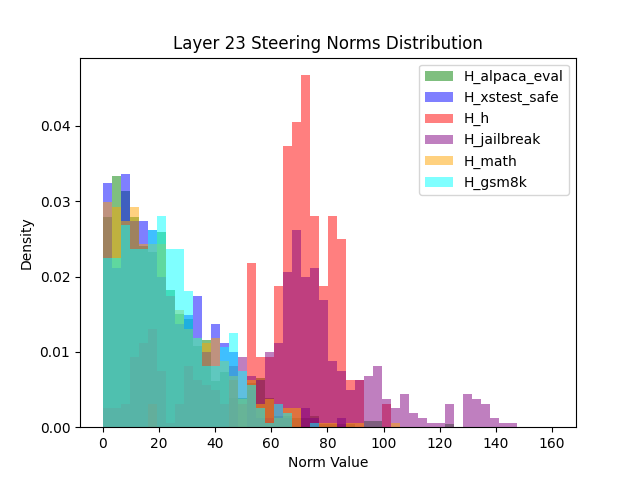 Layer 23 Steering Norms Distribution
H_alpaca_eval
H_xstest_safe
H_h
H_jailbreak
H_math
H_gsm8k
Density
0.04
0.03
0.02
0.01
0.00
0
20
40
60
80
100
120
140
160
Norm Value